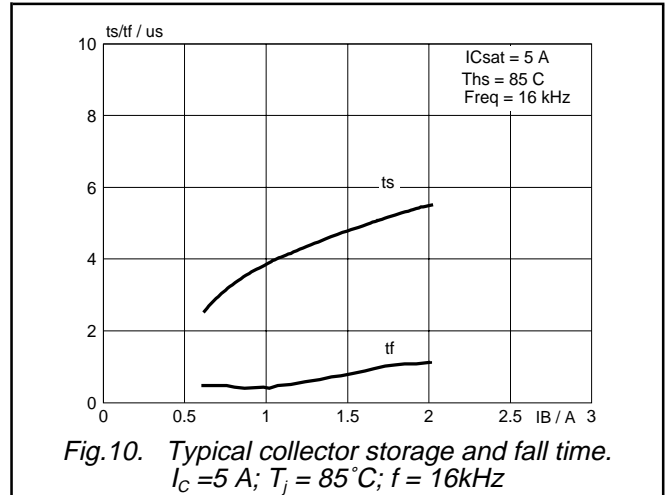 ts/tf / us
10
ICsat = 5 A
Ths = 85 C
Freq = 16 kHz
8
6
ts
4
2
tf
0
0 0.5 1 1.5 2 2.5 IB / A 3
Fig.10. Typical collector storage and fall time.
IC =5 A; Tj = 85˚C; f = 16kHz